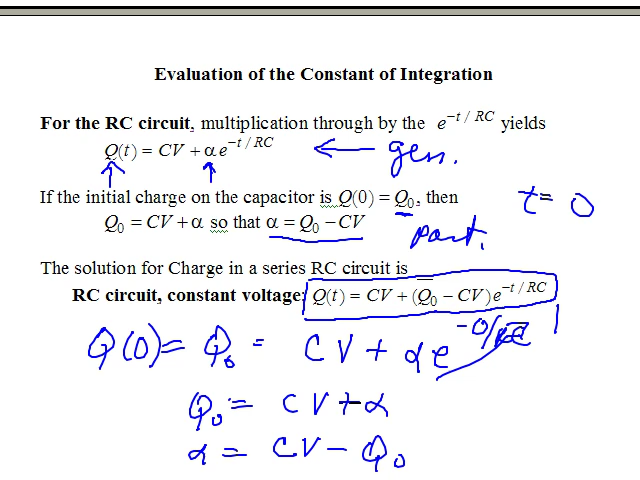 Evaluation of the Constant of Integration
For the RC circuit, multiplication through by the e^{-t / RC} yields
Q(t) = CV + αe^{-t / RC} ← gen.
If the initial charge on the capacitor is Q(0) = Q₀, then t = 0
Q₀ = CV + α so that α = Q₀ – CV part.
The solution for Charge in a series RC circuit is
RC circuit, constant voltage: Q(t) = CV + (Q₀ – CV)e^{-t / RC}
Q(0) = Q₀ = CV + αe^{-0/RC}
Q₀ = CV + α
α = CV - Q₀